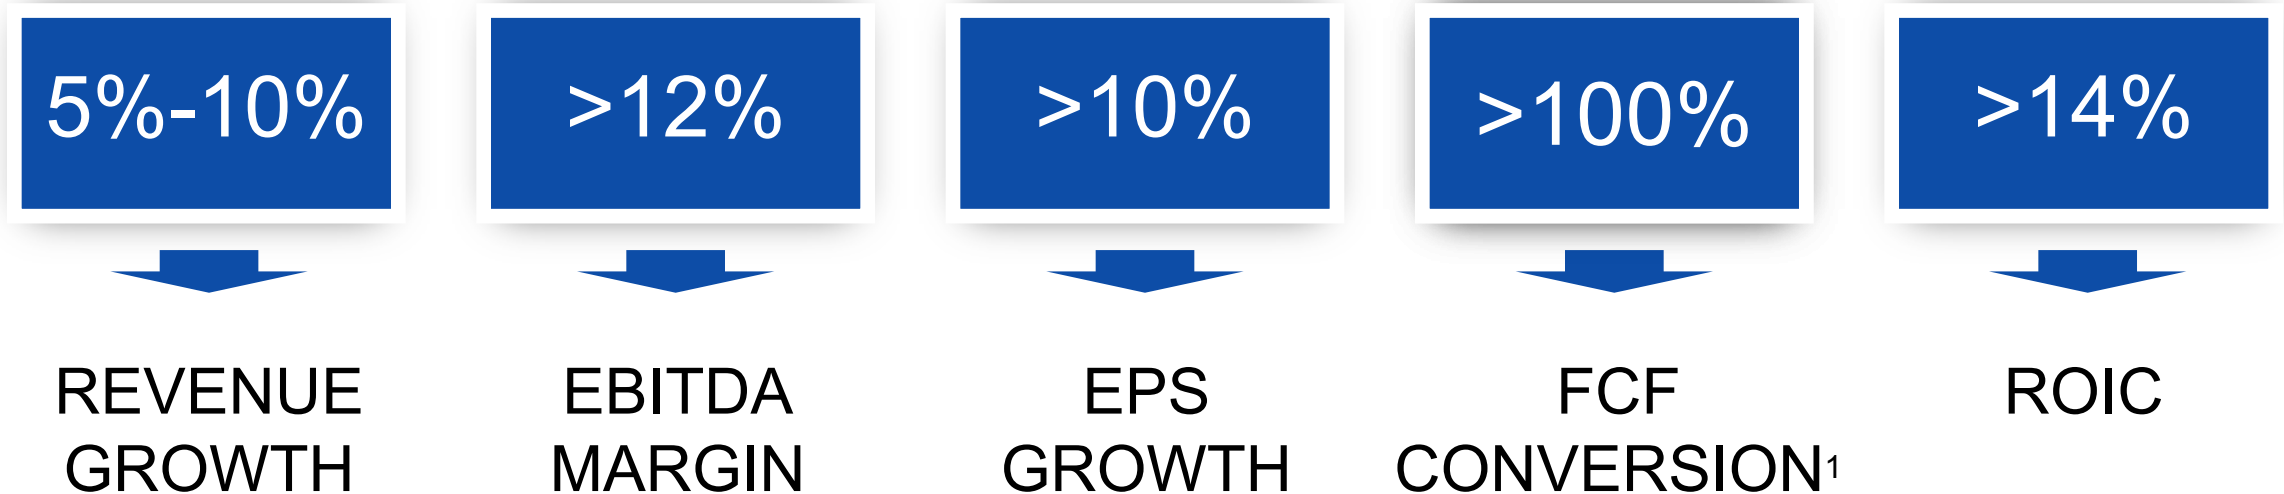 5%-10%
>12%
>10%
>100%
>14%
REVENUE
GROWTH
EBITDA
MARGIN
EPS
GROWTH
FCF
CONVERSION¹
ROIC